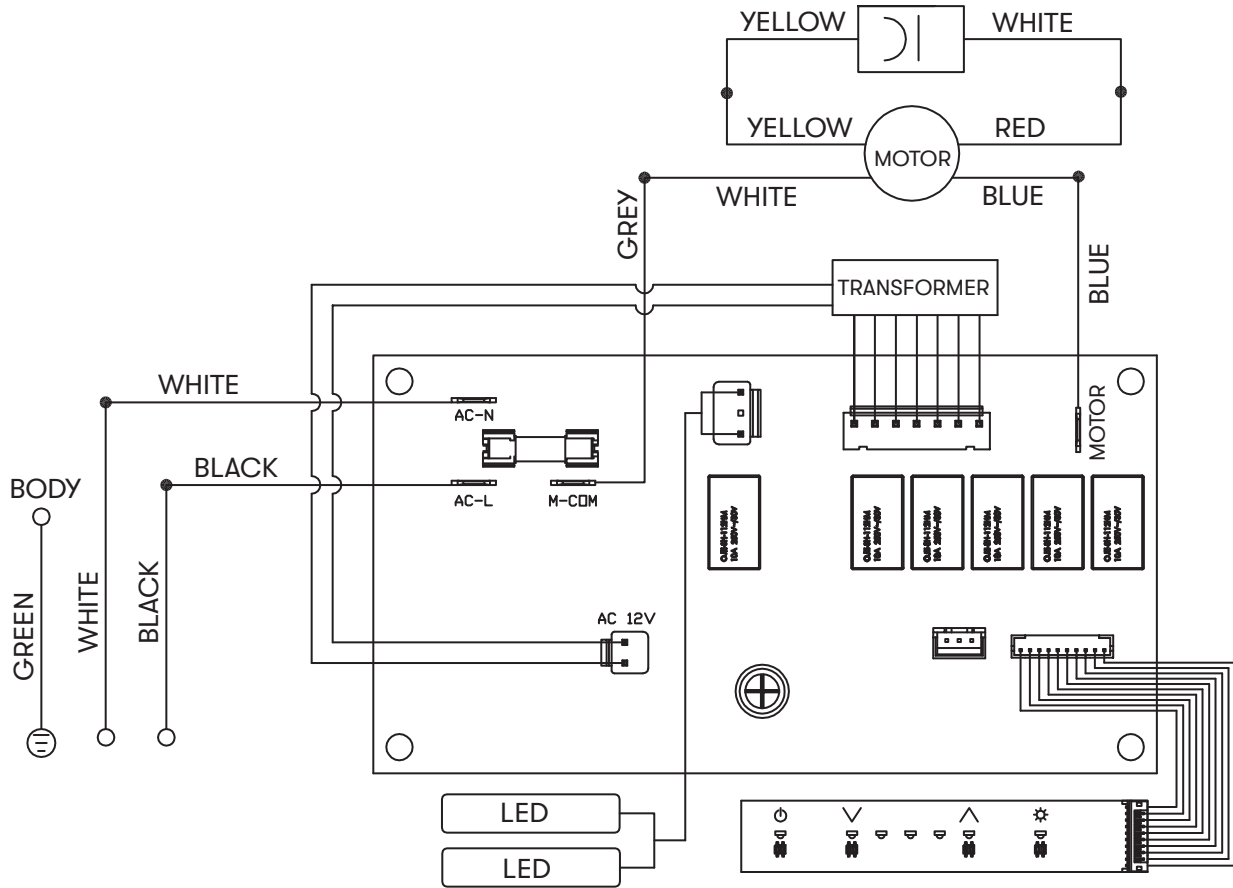 YELLOW
WHITE
YELLOW
RED
MOTOR
WHITE
BLUE
GREY
BLUE
TRANSFORMER
WHITE
AC-N
MOTOR
BLACK
AC-L
M-COM
BODY
GREEN
WHITE
BLACK
AC 12V
LED
LED